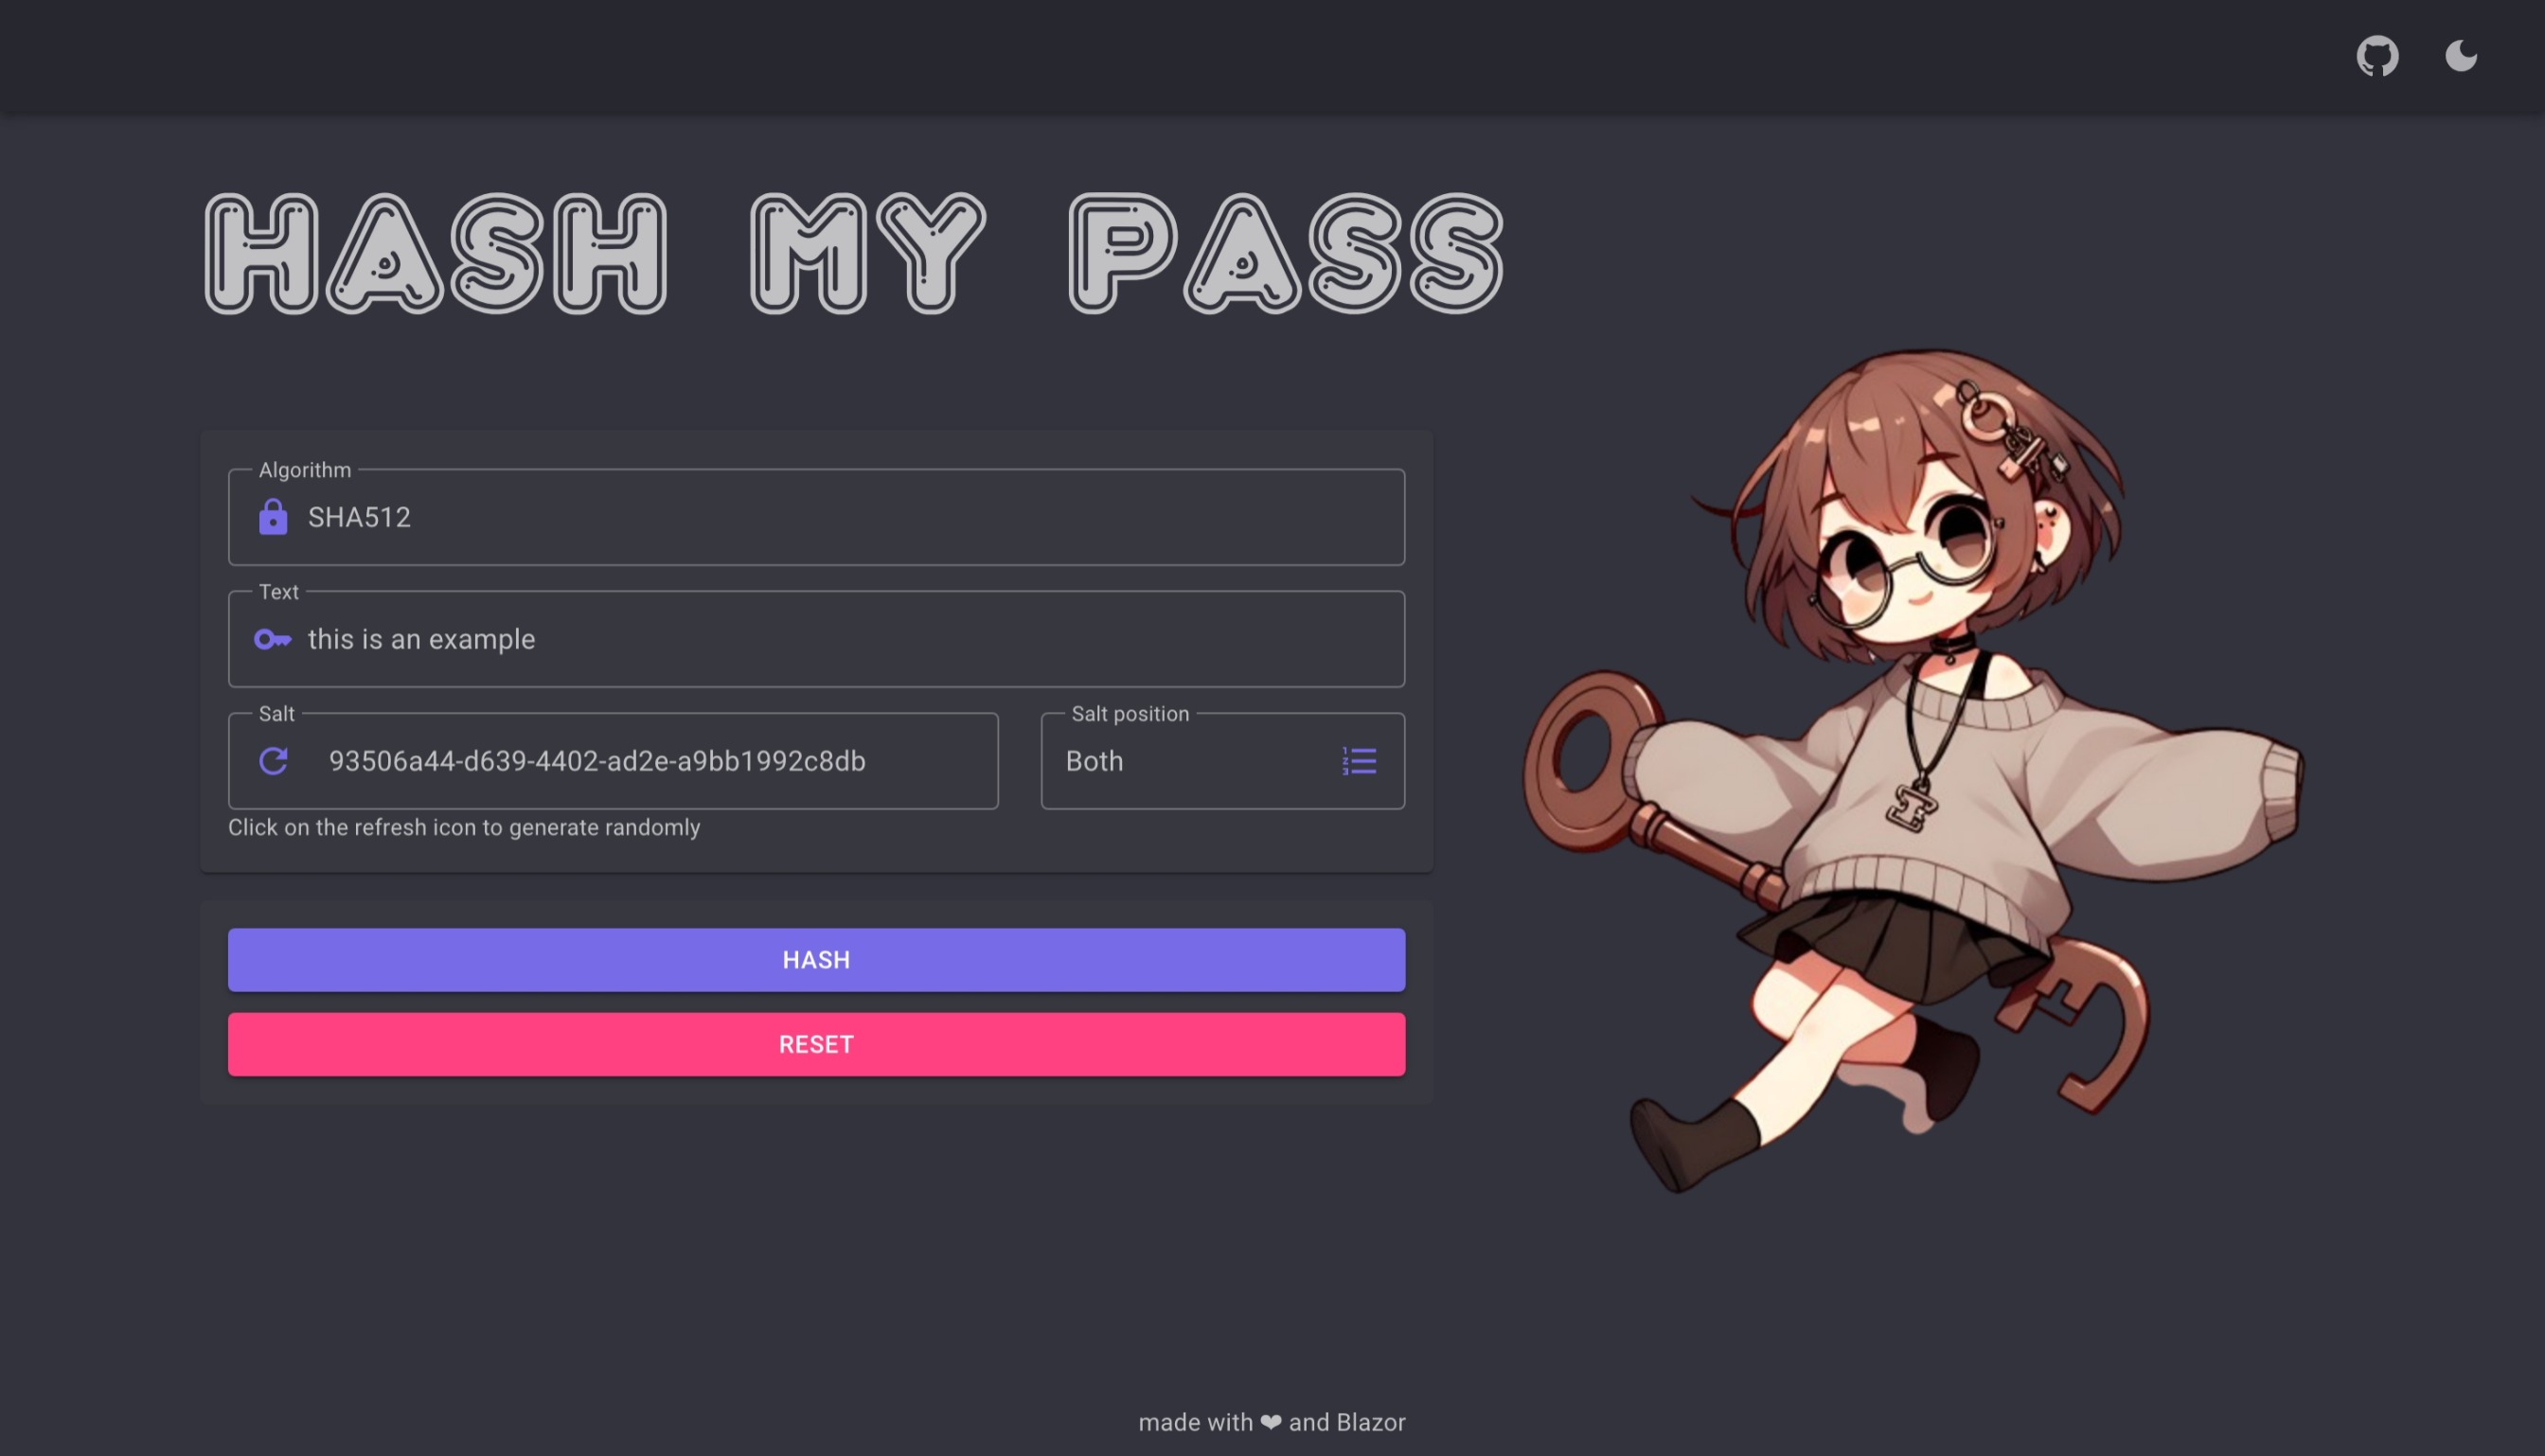 HASH MY PASS
Algorithm
SHA512
Text
this is an example
Salt
93506a44-d639-4402-ad2e-a9bb1992c8db
Salt position
Both
Click on the refresh icon to generate randomly
HASH
RESET
made with ❤ and Blazor